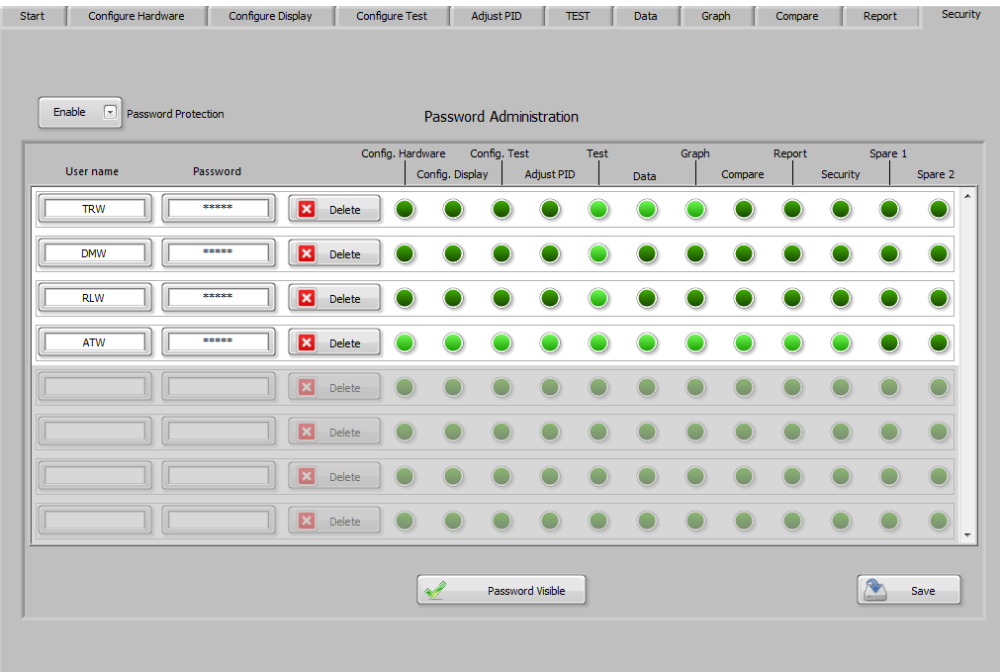 Start Configure Hardware Configure Display Configure Test Adjust PID TEST Data Graph Compare Report Security
Enable Password Protection
Password Administration
Config. Hardware Config. Test Test Graph Report Spare 1
User name Password Config. Display Adjust PID Data Compare Security Spare 2
TRW ***** Delete
DMW ***** Delete
RLW ***** Delete
ATW ***** Delete
Delete
Delete
Delete
Delete
Password Visible Save